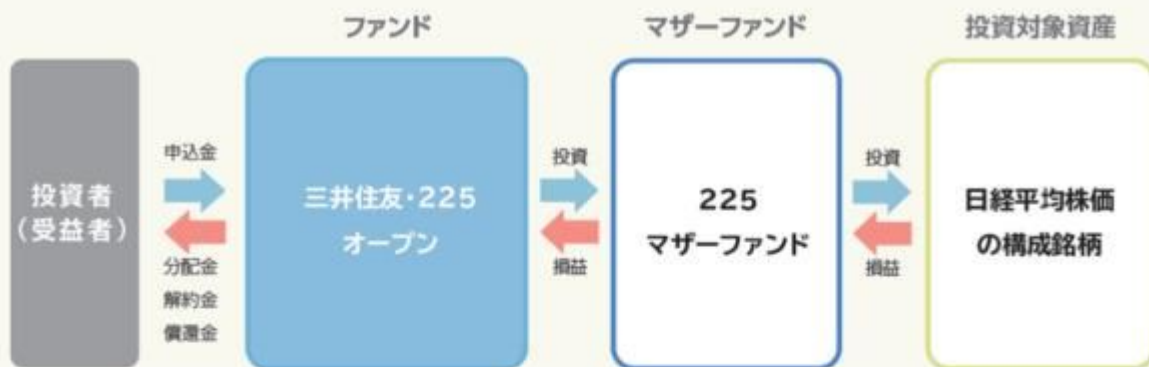 ファンド
マザーファンド
投資対象資産
投資者
(受益者)
申込金
分配金
解約金
償還金
三井住友・225
オープン
投資
損益
225
マザーファンド
投資
損益
日経平均株価
の構成銘柄